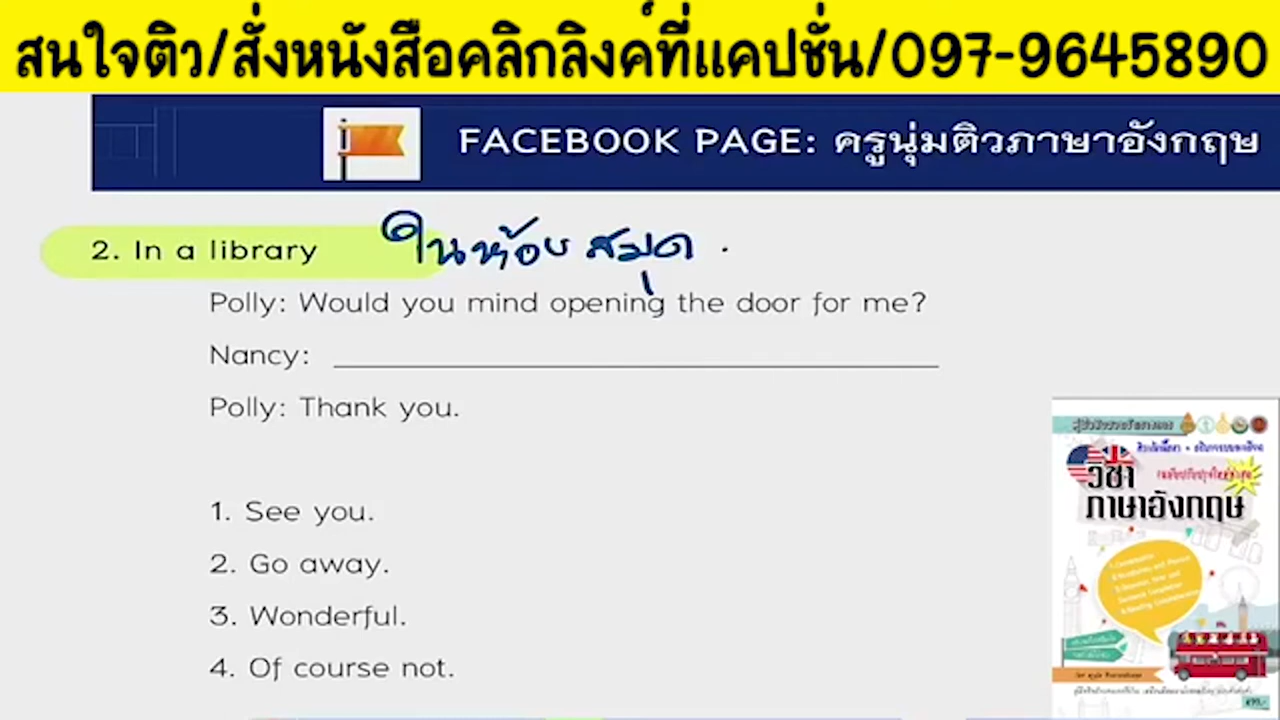 สนใจติว/สั่งหนังสือคลิกลิงค์ที่แคปชั่น/097-9645890
FACEBOOK PAGE: ครูนุ่มติวภาษาอังกฤษ
2. In a library ในห้องสมุด
Polly: Would you mind opening the door for me?
Nancy:
Polly: Thank you.
1. See you.
2. Go away.
3. Wonderful.
4. Of course not.
วิชา
ภาษาอังกฤษ